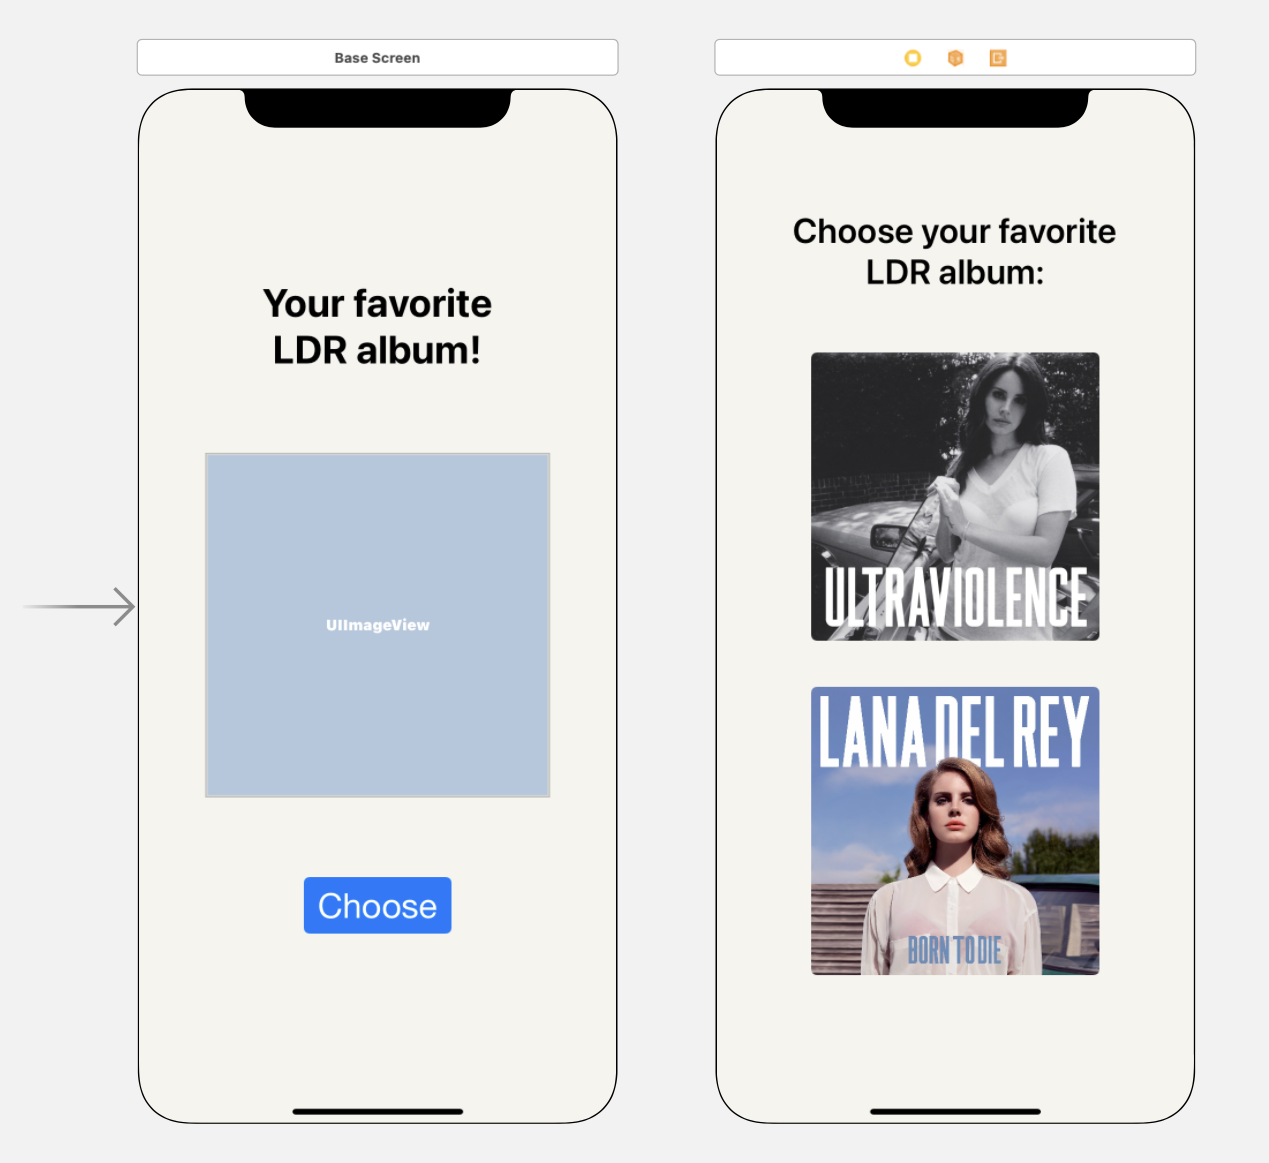 Base Screen
Your favorite
LDR album!
UIImageView
Choose
Choose your favorite
LDR album:
ULTRAVIOLENCE
LANA DEL REY
BORN TO DIE